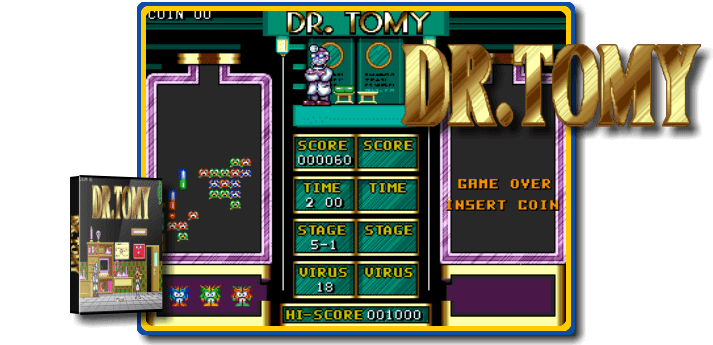 COIN 00
DR. TOMY
DR.TOMY
SCORE SCORE
000060
TIME TIME
2 00
STAGE STAGE
5-1
VIRUS VIRUS
18
HI-SCORE 001000
GAME OVER
INSERT COIN
DR.TOMY